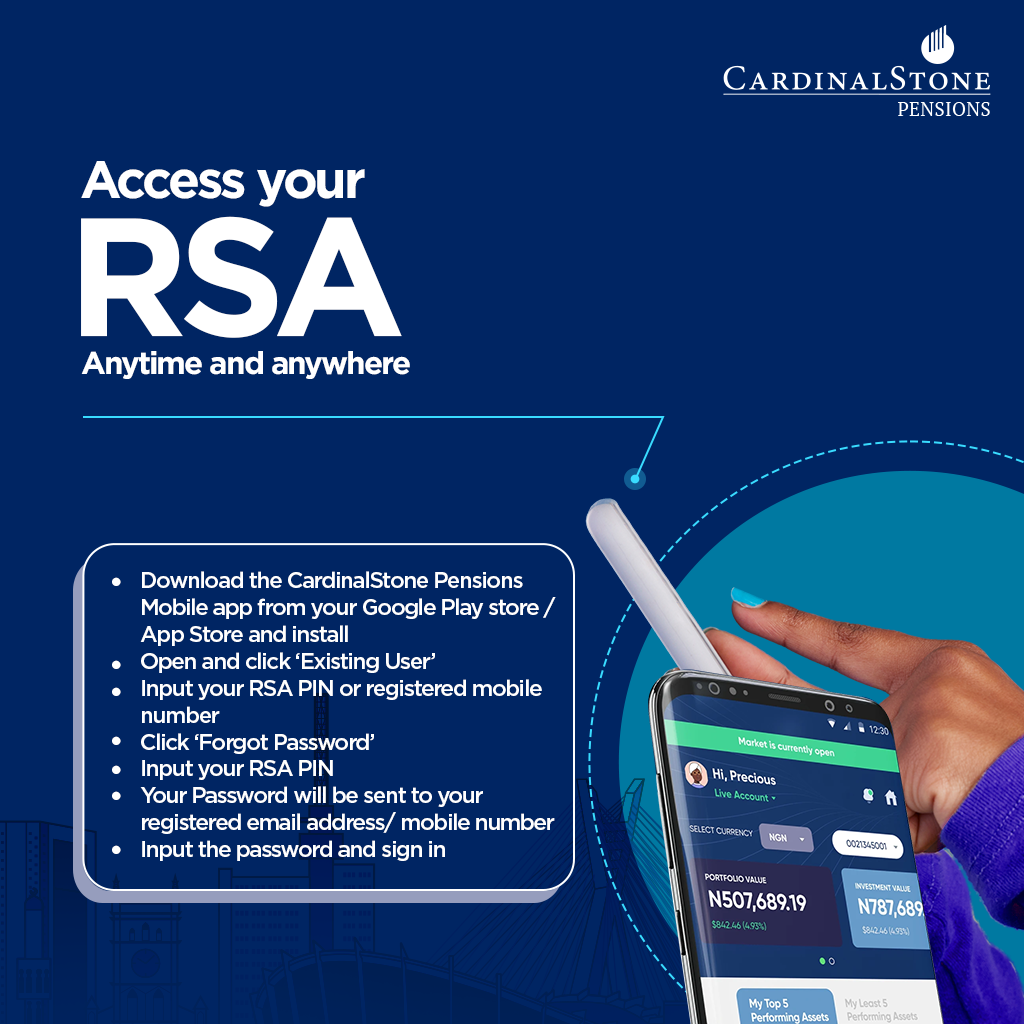 CARDINALSTONE
PENSIONS
Access your
RSA
Anytime and anywhere
• Download the CardinalStone Pensions
Mobile app from your Google Play store /
App Store and install
• Open and click ‘Existing User’
• Input your RSA PIN or registered mobile
number
• Click ‘Forgot Password’
• Input your RSA PIN
• Your Password will be sent to your
registered email address/ mobile number
• Input the password and sign in
12:30
Market is currently open
Hi, Precious
Live Account
SELECT CURRENCY
NGN
0021345001
PORTFOLIO VALUE
N507,689.19
$842.46 (4.93%)
INVESTMENT VALUE
N787,689
$842.46 (4.93%)
My Top 5
Performing Assets
My Least 5
Performing Assets